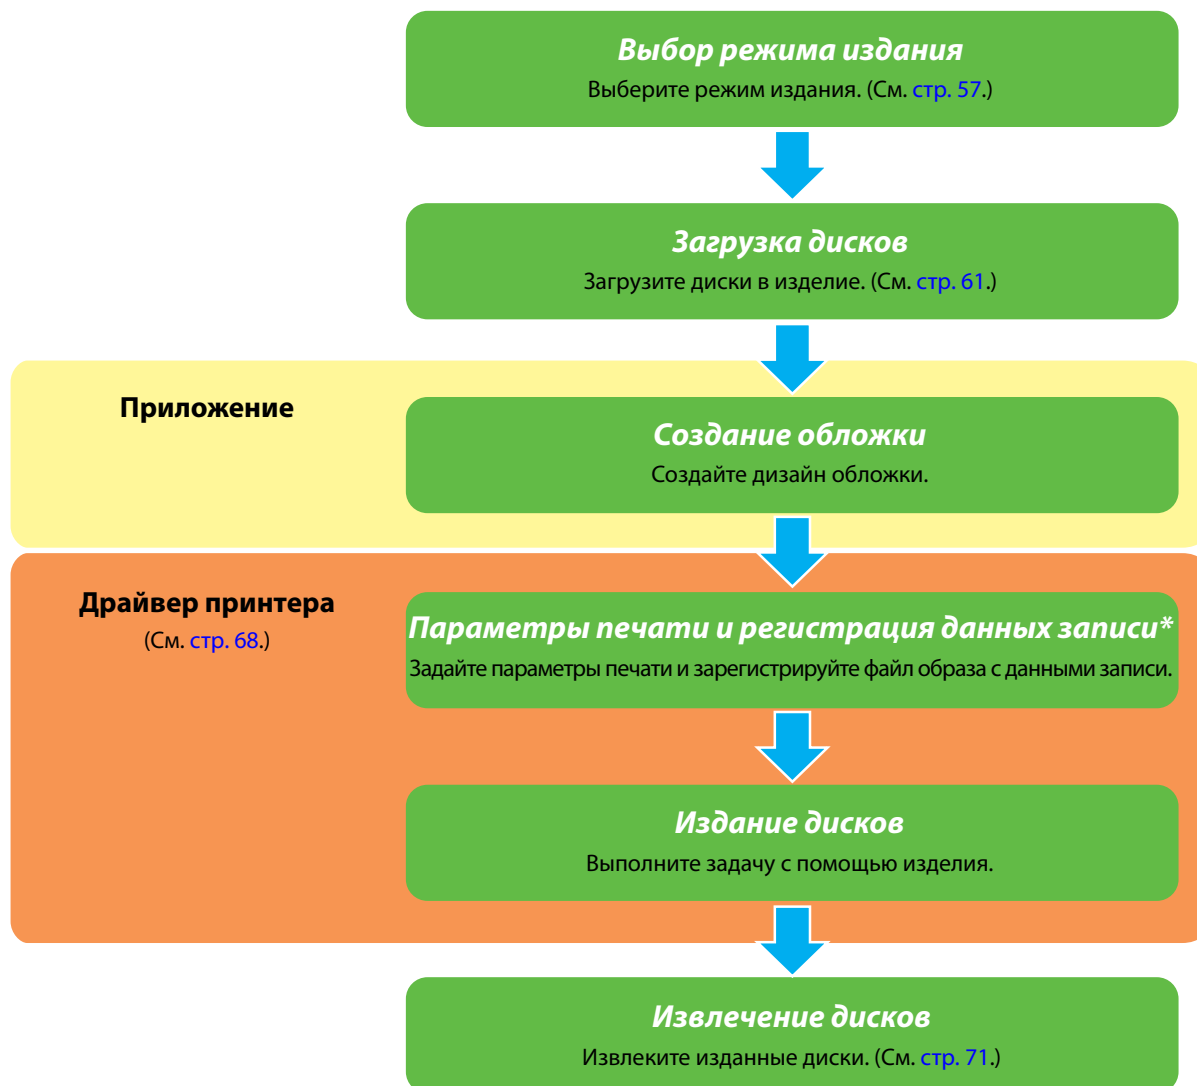 Выбор режима издания
Выберите режим издания. (См. стр. 57.)
Загрузка дисков
Загрузите диски в изделие. (См. стр. 61.)
Приложение
Создание обложки
Создайте дизайн обложки.
Драйвер принтера
(См. стр. 68.)
Параметры печати и регистрация данных записи*
Задайте параметры печати и зарегистрируйте файл образа с данными записи.
Издание дисков
Выполните задачу с помощью изделия.
Извлечение дисков
Извлеките изданные диски. (См. стр. 71.)